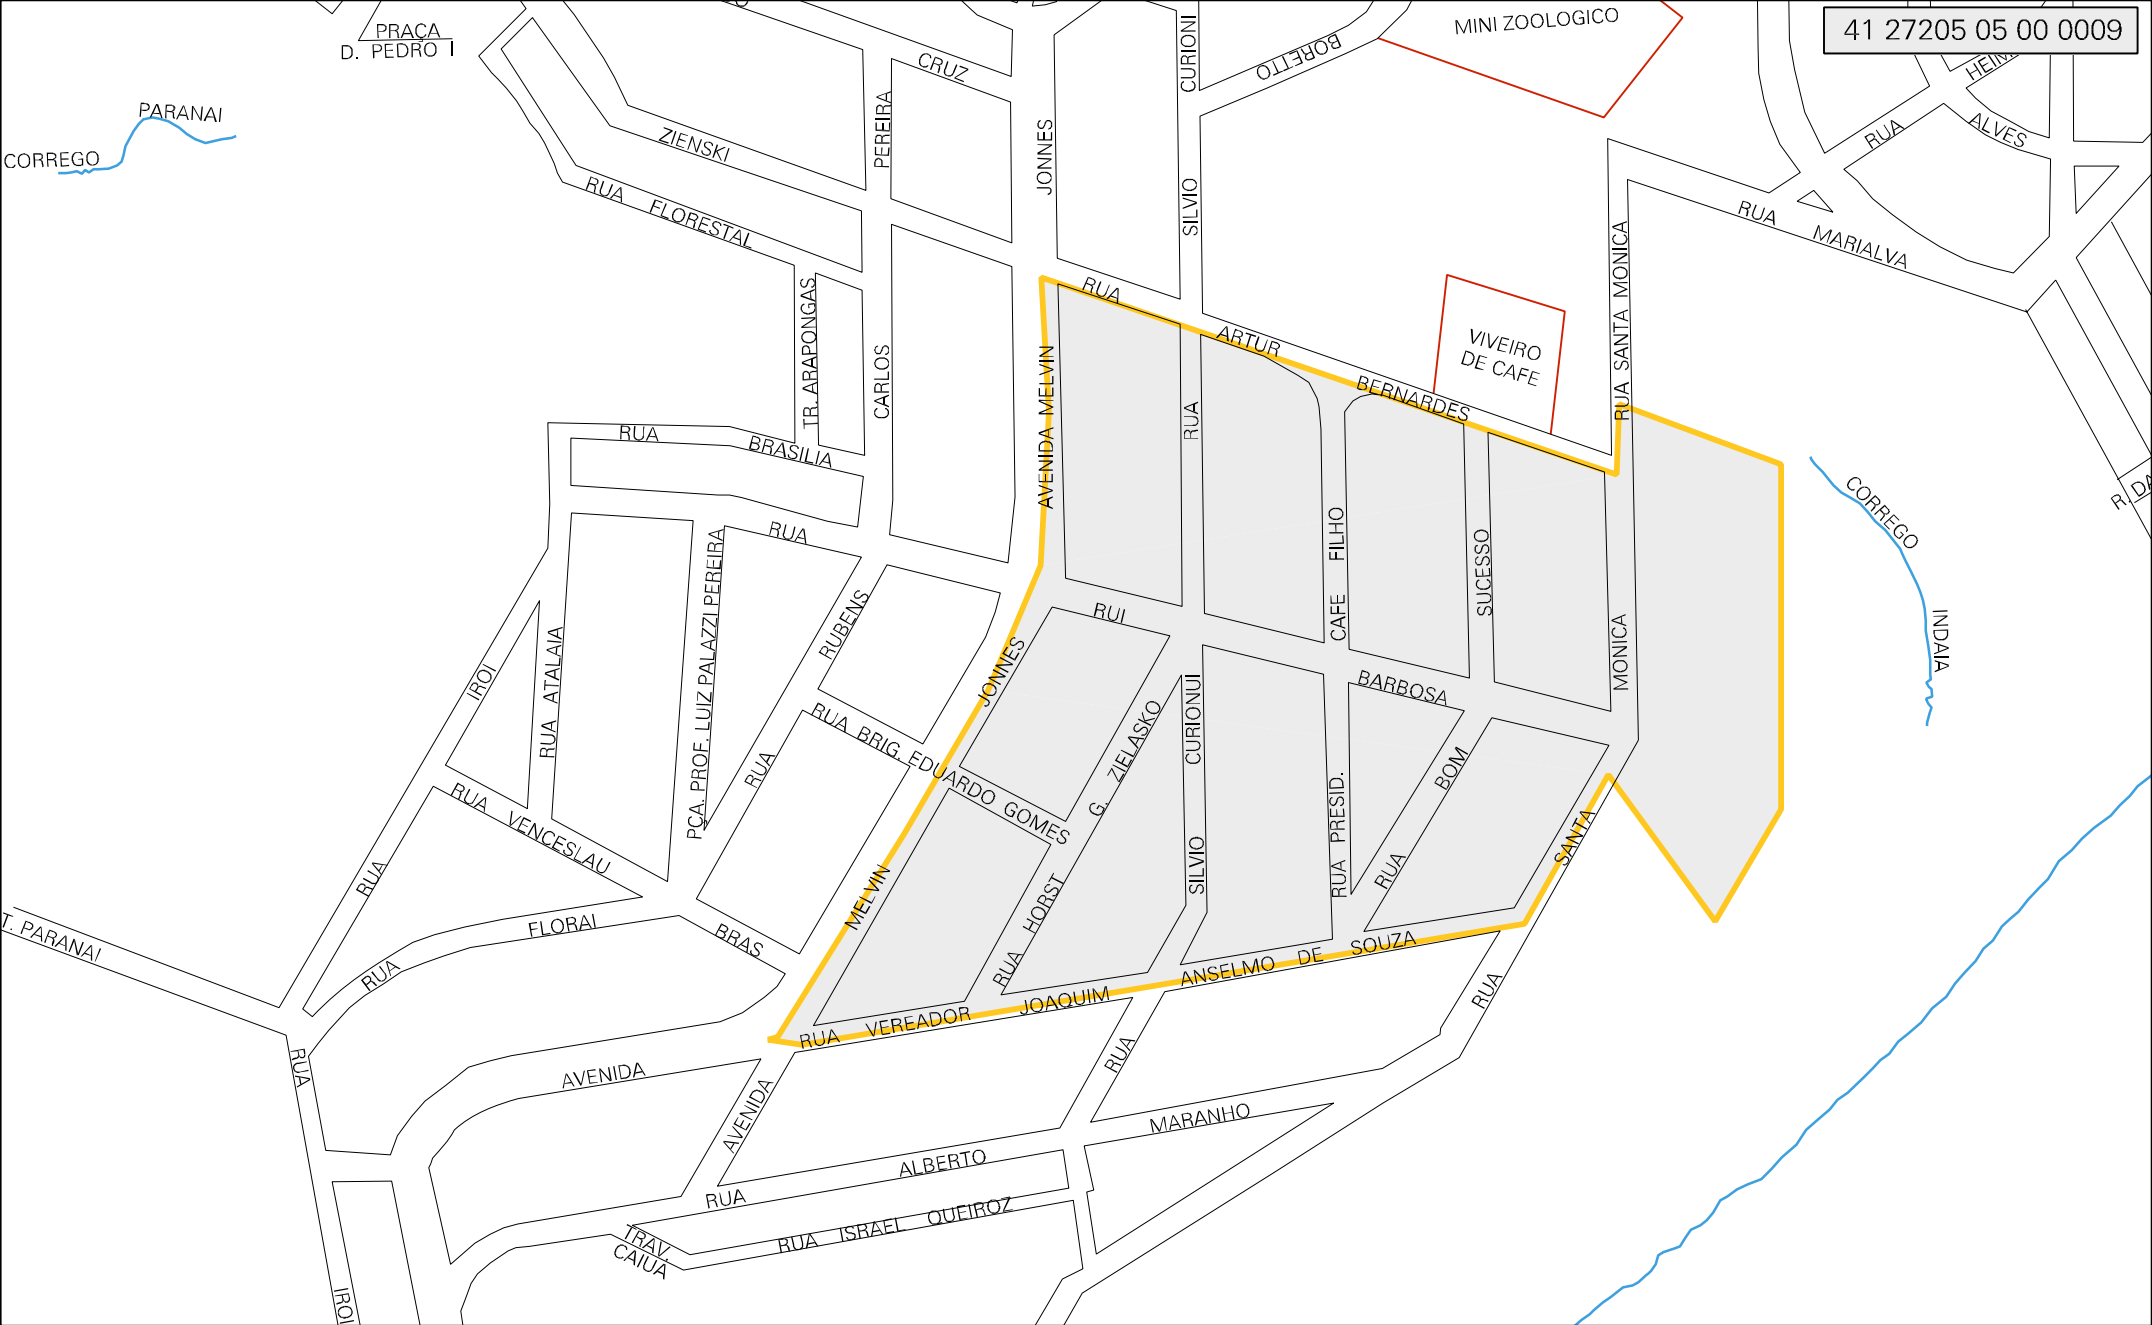 41 27205 05 00 0009
PRAÇA
D. PEDRO I
MINI ZOOLOGICO
CORREGO PARANAI
CRUZ
BORETTO
ZIENSKI
RUA FLORESTAL
PEREIRA
CARLOS
JONNES
AVENIDA MELVIN
CURIONI
SILVIO
RUA
RUA ALVES
RUA MARIALVA
RUA SANTA MONICA
VIVEIRO
DE CAFE
RUA ARTUR BERNARDES
TR. ARAPONGAS
RUA BRASILIA
RUA
PCA. PROF. LUIZ PALAZZI PEREIRA
RUBENS
RUA
RUA ATALAIA
IROI
RUA
CAFE FILHO
RUA PRESID.
SUCESSO
BOM
RUA
MONICA
SANTA
RUA
CORREGO INDAIA
RUI BARBOSA
JONNES
MELVIN
AVENIDA
RUA BRIG. EDUARDO GOMES
RUA HORST G. ZIELASKO
CURIONUI
SILVIO
RUA
RUA VENCESLAU BRAS
T. PARANAI
RUA FLORAI
RUA VEREADOR JOAQUIM ANSELMO DE SOUZA
AVENIDA
RUA
IROI
RUA ALBERTO MARANHO
RUA ISRAEL QUEIROZ
TRAV.
CAIUA